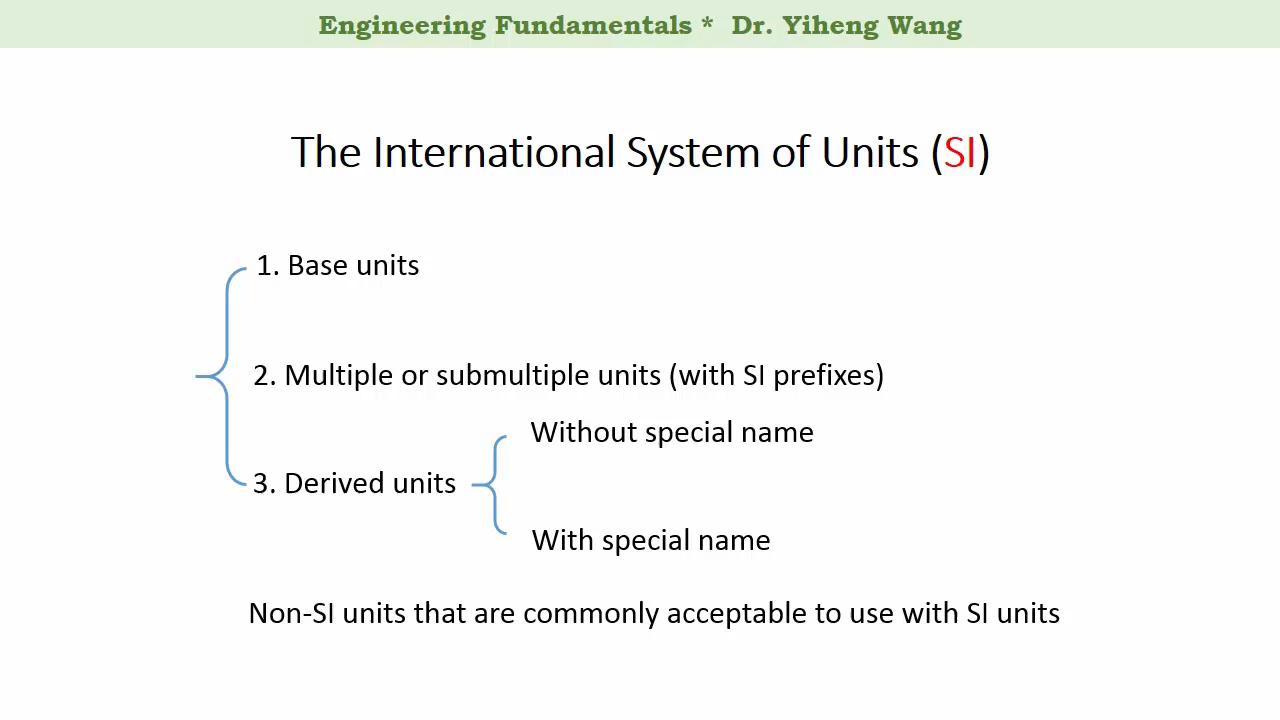 Engineering Fundamentals * Dr. Yiheng Wang
The International System of Units (SI)
1. Base units
2. Multiple or submultiple units (with SI prefixes)
Without special name
3. Derived units
With special name
Non-SI units that are commonly acceptable to use with SI units